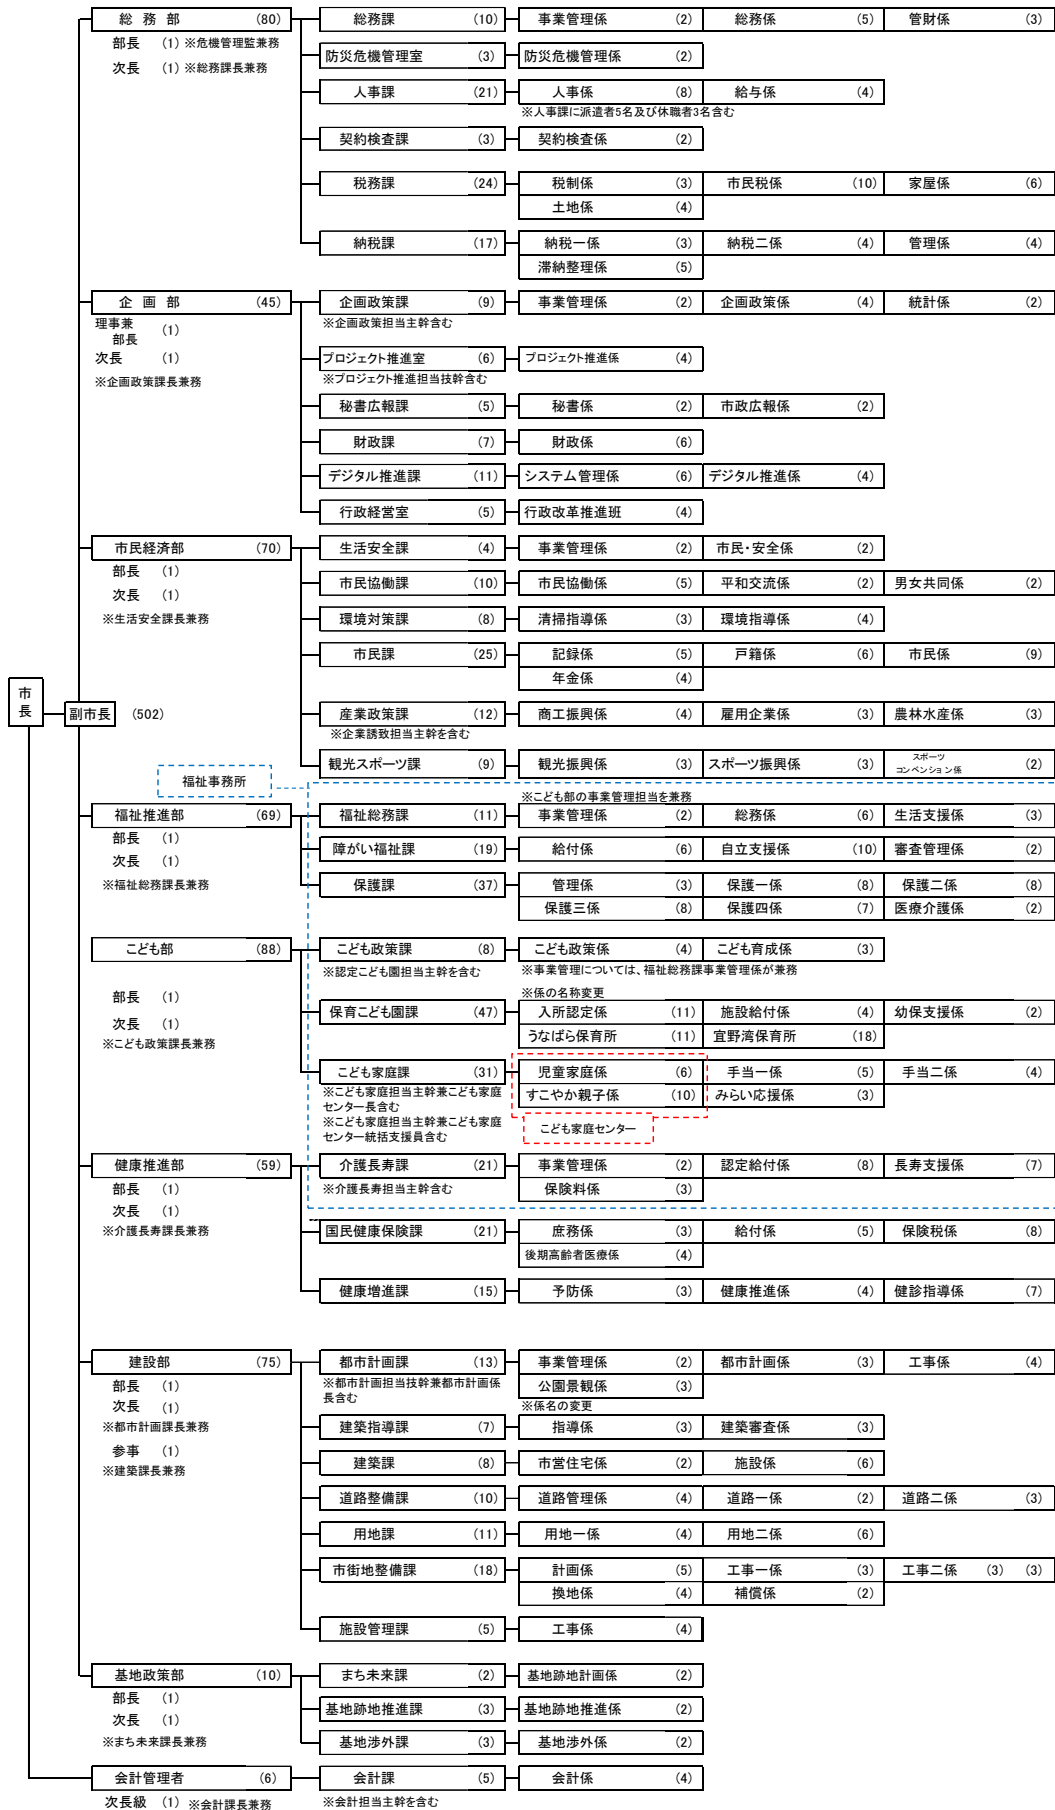 総務部 (80) 総務課 (10) 事業管理係 (2) 総務係 (5) 管財係 (3)
部長 (1) ※危機管理監兼務
防災危機管理室 (3) 防災危機管理係 (2)
次長 (1) ※総務課長兼務
人事課 (21) 人事係 (8) 給与係 (4)
※人事課に派遣者5名及び休職者3名含む
契約検査課 (3) 契約検査係 (2)
税務課 (24) 税制係 (3) 市民税係 (10) 家屋係 (6)
土地係 (4)
納税課 (17) 納税一係 (3) 納税二係 (4) 管理係 (4)
滞納整理係 (5)
企画部 (45) 企画政策課 (9) 事業管理係 (2) 企画政策係 (4) 統計係 (2)
※企画政策担当主幹含む
理事兼
部長 (1)
次長 (1) プロジェクト推進室 (6) プロジェクト推進係 (4)
※プロジェクト推進担当技幹含む
※企画政策課長兼務
秘書広報課 (5) 秘書係 (2) 市政広報係 (2)
財政課 (7) 財政係 (6)
デジタル推進課 (11) システム管理係 (6) デジタル推進係 (4)
行政経営室 (5) 行政改革推進班 (4)
市民経済部 (70) 生活安全課 (4) 事業管理係 (2) 市民・安全係 (2)
部長 (1)
市民協働課 (10) 市民協働係 (5) 平和交流係 (2) 男女共同係 (2)
次長 (1)
※生活安全課長兼務 環境対策課 (8) 清掃指導係 (3) 環境指導係 (4)
市民課 (25) 記録係 (5) 戸籍係 (6) 市民係 (9)
年金係 (4)
市長
副市長 (502) 産業政策課 (12) 商工振興係 (4) 雇用企業係 (3) 農林水産係 (3)
※企業誘致担当主幹を含む
観光スポーツ課 (9) 観光振興係 (3) スポーツ振興係 (3) スポーツ
コンベンション係 (2)
福祉事務所
※こども部の事業管理担当を兼務
福祉推進部 (69) 福祉総務課 (11) 事業管理係 (2) 総務係 (6) 生活支援係 (3)
部長 (1)
障がい福祉課 (19) 給付係 (6) 自立支援係 (10) 審査管理係 (2)
次長 (1)
※福祉総務課長兼務 保護課 (37) 管理係 (3) 保護一係 (8) 保護二係 (8)
保護三係 (8) 保護四係 (7) 医療介護係 (2)
こども部 (88) こども政策課 (8) こども政策係 (4) こども育成係 (3)
※認定こども園担当主幹を含む ※事業管理については、福祉総務課事業管理係が兼務
部長 (1) ※係の名称変更
保育こども園課 (47) 入所認定係 (11) 施設給付係 (4) 幼保支援係 (2)
次長 (1)
うなばら保育所 (11) 宜野湾保育所 (18)
※こども政策課長兼務
こども家庭課 (31) 児童家庭係 (6) 手当一係 (5) 手当二係 (4)
※こども家庭担当主幹兼こども家庭
センター長含む
すこやか親子係 (10) みらい応援係 (3)
※こども家庭担当主幹兼こども家庭
センター統括支援員含む
こども家庭センター
健康推進部 (59) 介護長寿課 (21) 事業管理係 (2) 認定給付係 (8) 長寿支援係 (7)
部長 (1) ※介護長寿担当主幹含む 保険料係 (3)
次長 (1)
※介護長寿課長兼務 国民健康保険課 (21) 庶務係 (3) 給付係 (5) 保険税係 (8)
後期高齢者医療係 (4)
健康増進課 (15) 予防係 (3) 健康推進係 (4) 健診指導係 (7)
建設部 (75) 都市計画課 (13) 事業管理係 (2) 都市計画係 (3) 工事係 (4)
部長 (1) ※都市計画担当技幹兼都市計画係
長含む
公園景観係 (3)
次長 (1) ※係名の変更
※都市計画課長兼務 建築指導課 (7) 指導係 (3) 建築審査係 (3)
参事 (1)
※建築課長兼務 建築課 (8) 市営住宅係 (2) 施設係 (6)
道路整備課 (10) 道路管理係 (4) 道路一係 (2) 道路二係 (3)
用地課 (11) 用地一係 (4) 用地二係 (6)
市街地整備課 (18) 計画係 (5) 工事一係 (3) 工事二係 (3) (3)
換地係 (4) 補償係 (2)
施設管理課 (5) 工事係 (4)
基地政策部 (10) まち未来課 (2) 基地跡地計画係 (2)
部長 (1)
基地跡地推進課 (3) 基地跡地推進係 (2)
次長 (1)
※まち未来課長兼務 基地渉外課 (3) 基地渉外係 (2)
会計管理者 (6) 会計課 (5) 会計係 (4)
次長級 (1) ※会計課長兼務 ※会計担当主幹を含む